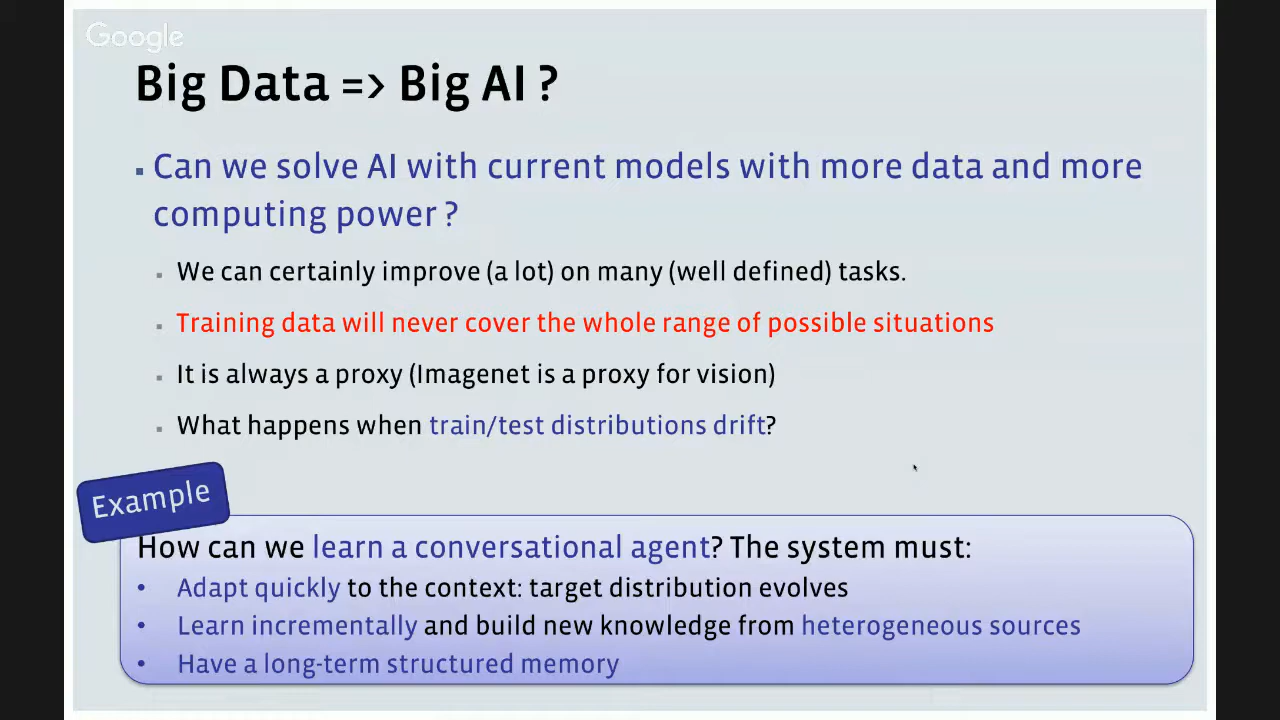 Google
Big Data => Big AI ?
▪ Can we solve AI with current models with more data and more
computing power ?
▪ We can certainly improve (a lot) on many (well defined) tasks.
▪ Training data will never cover the whole range of possible situations
▪ It is always a proxy (Imagenet is a proxy for vision)
▪ What happens when train/test distributions drift?
Example
How can we learn a conversational agent? The system must:
• Adapt quickly to the context: target distribution evolves
• Learn incrementally and build new knowledge from heterogeneous sources
• Have a long-term structured memory